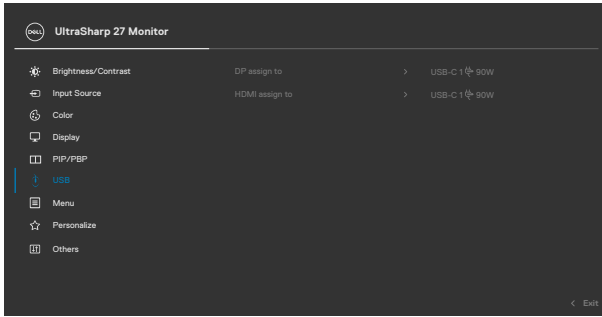 DELL UltraSharp 27 Monitor
Brightness/Contrast DP assign to > USB-C 1 90W
Input Source HDMI assign to > USB-C 1 90W
Color
Display
PIP/PBP
USB
Menu
Personalize
Others
< Exit